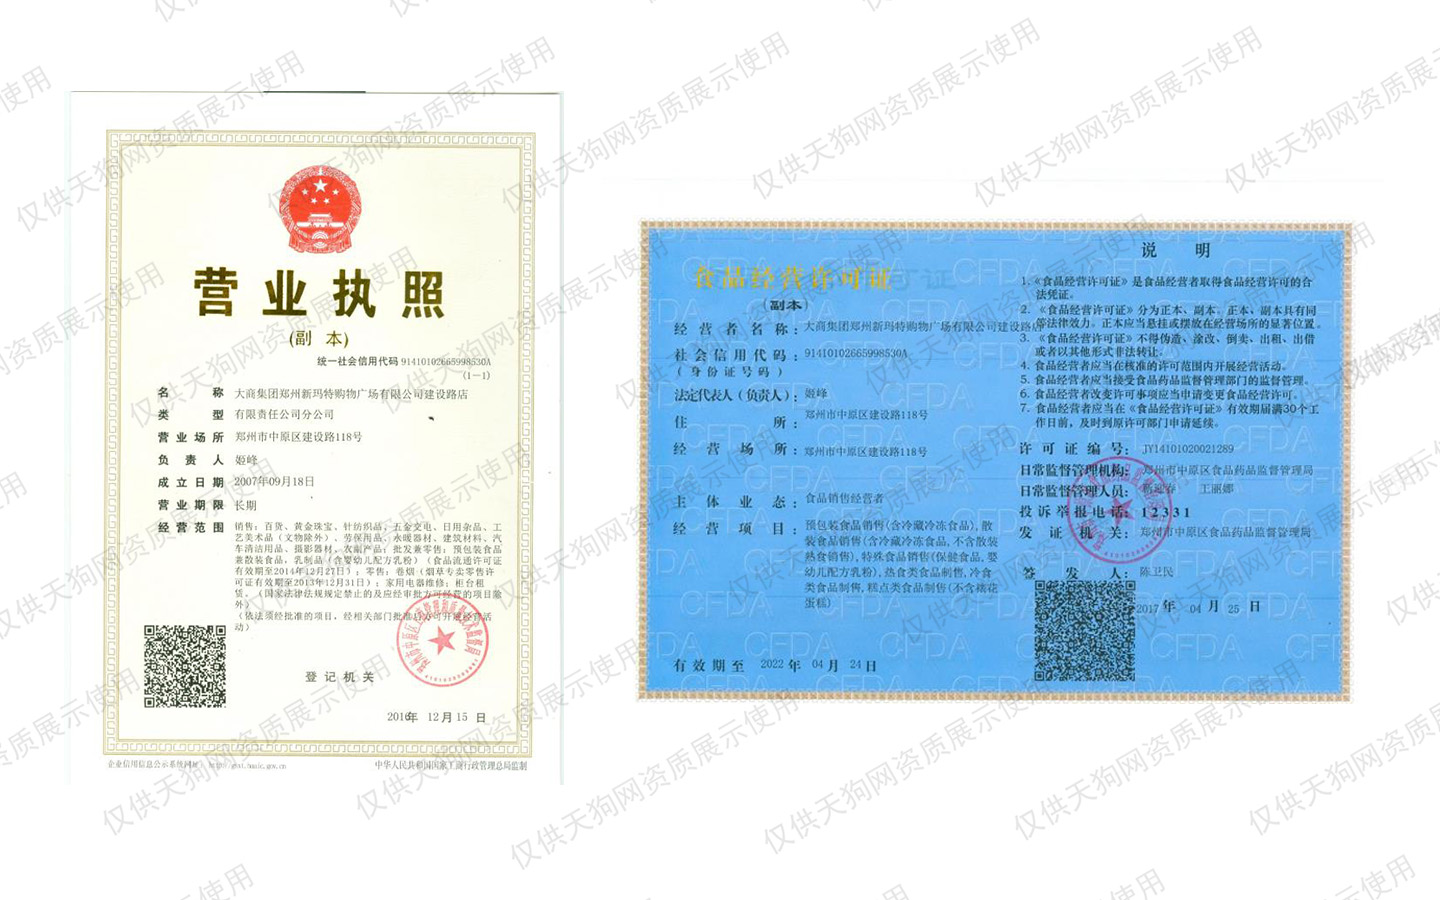 营业执照
(副 本)
统一社会信用代码 91410102665998530A
(1-1)
名 称 大商集团郑州新玛特购物广场有限公司建设路店
类 型 有限责任公司分公司
营业场所 郑州市中原区建设路118号
负 责 人 姬峰
成立日期 2007年09月18日
营业期限 长期
经营范围 销售:百货、黄金珠宝、针纺织品、五金交电、日用杂品、工
艺美术品(文物除外)、劳保用品、水暖器材、建筑材料、汽
车清洁用品、摄影器材、农副产品;批发兼零售:预包装食品
兼散装食品,乳制品(含婴幼儿配方乳粉)(食品流通许可证
有效期至2014年12月27日);零售:卷烟(烟草专卖零售许
可证有效期至2013年12月31日);家用电器维修;柜台租
赁。(国家法律法规规定禁止的及应经审批方可经营的项目除
外)
(依法须经批准的项目,经相关部门批准后方可开展经营活
动)
登记机关
2016年 12月15日
企业信用信息公示系统网址:
中华人民共和国国家工商行政管理总局监制
食品经营许可证
(副本)
经营者名称:大商集团郑州新玛特购物广场有限公司建设路店
社会信用代码:91410102665998530A
(身份证号码)
法定代表人(负责人):姬峰
住 所:郑州市中原区建设路118号
经营场所:郑州市中原区建设路118号
主体业态:食品销售经营者
经营项目:预包装食品销售(含冷藏冷冻食品),散
装食品销售(含冷藏冷冻食品,不含散装
熟食销售),特殊食品销售(保健食品,婴
幼儿配方乳粉),热食类食品制售,冷食
类食品制售,糕点类食品制售(不含裱花
蛋糕)
有效期至 2022年 04月 24日
说 明
1.《食品经营许可证》是食品经营者取得食品经营许可的合
法凭证。
2.《食品经营许可证》分为正本、副本。正本、副本具有同
等法律效力。正本应当悬挂或摆放在经营场所的显著位置。
3.《食品经营许可证》不得伪造、涂改、倒卖、出租、出借
或者以其他形式非法转让。
4.食品经营者应当在核准的许可范围内开展经营活动。
5.食品经营者应当接受食品药品监督管理部门的监督管理。
6.食品经营者改变许可事项应当申请变更食品经营许可。
7.食品经营者应当在《食品经营许可证》有效期届满30个工
作日前,及时到原许可部门申请延续。
许可证编号:JY14101020021289
日常监督管理机构:郑州市中原区食品药品监督管理局
日常监督管理人员: 王丽娜
投诉举报电话:12331
发证机关:郑州市中原区食品药品监督管理局
签 发 人:陈卫民
2017年 04月 25日
仅供天狗网资质展示使用